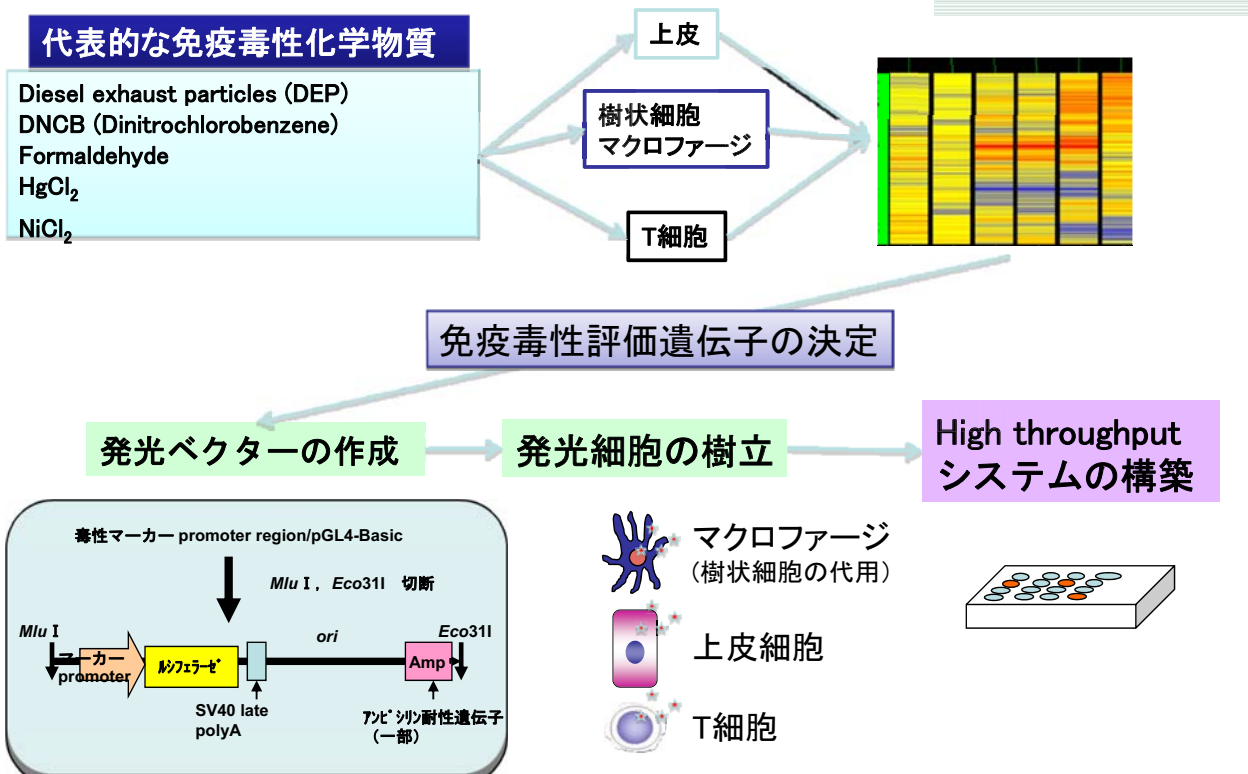 代表的な免疫毒性化学物質
Diesel exhaust particles (DEP)
DNCB (Dinitrochlorobenzene)
Formaldehyde
HgCl₂
NiCl₂
上皮
樹状細胞
マクロファージ
T細胞
免疫毒性評価遺伝子の決定
発光ベクターの作成
発光細胞の樹立
High throughput
システムの構築
毒性マーカー promoter region/pGL4-Basic
Mlu I, Eco31I 切断
Mlu I
ori
Eco31I
マーカー
promoter
ルシフェラーゼ
Amp
SV40 late
polyA
アンピシリン耐性遺伝子
(一部)
マクロファージ
(樹状細胞の代用)
上皮細胞
T細胞